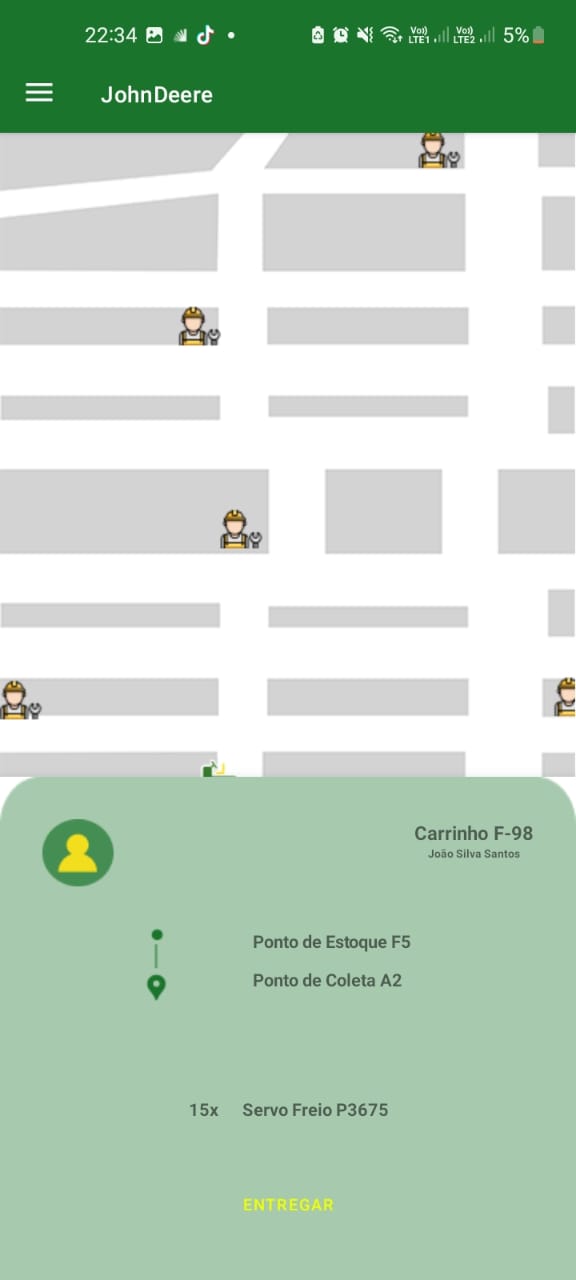 22:34 Vo) LTE1 Vo) LTE2 5%
JohnDeere
Carrinho F-98
João Silva Santos
Ponto de Estoque F5
Ponto de Coleta A2
15x Servo Freio P3675
ENTREGAR